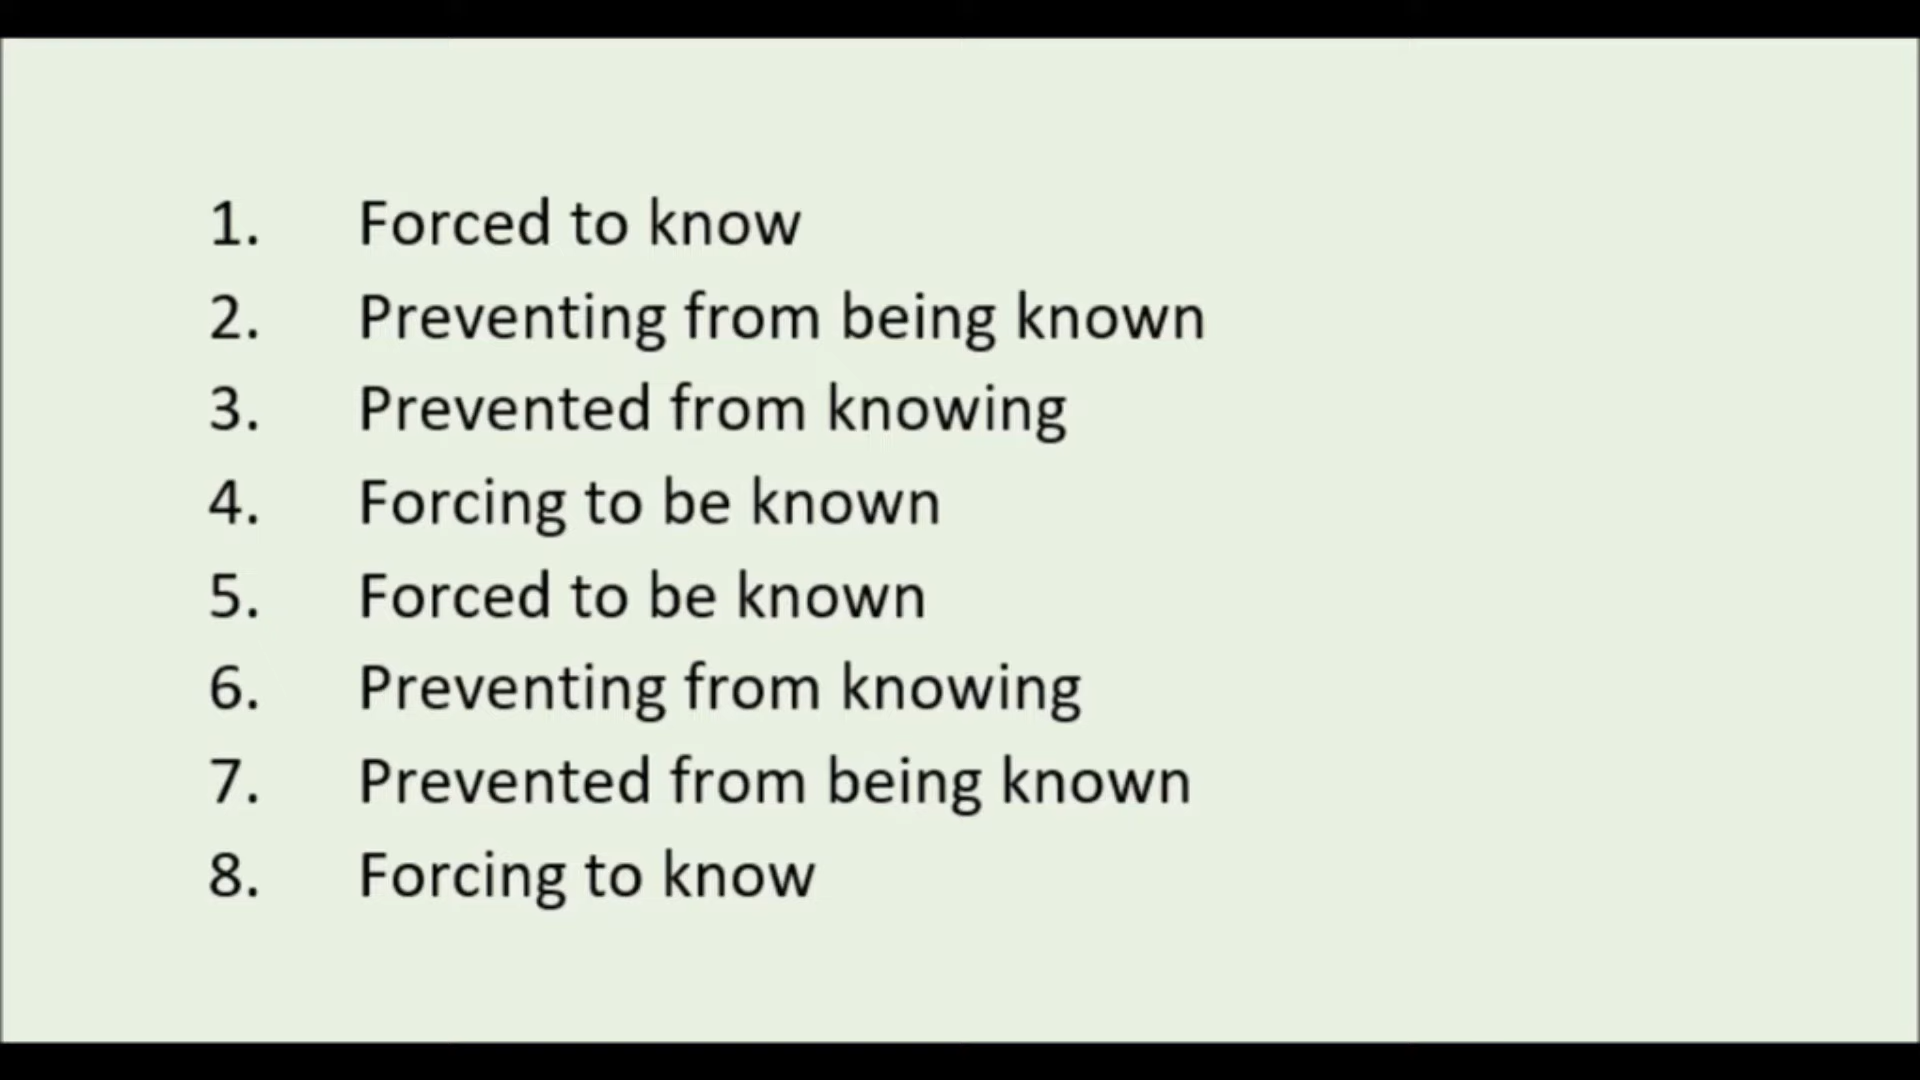 1. Forced to know
2. Preventing from being known
3. Prevented from knowing
4. Forcing to be known
5. Forced to be known
6. Preventing from knowing
7. Prevented from being known
8. Forcing to know